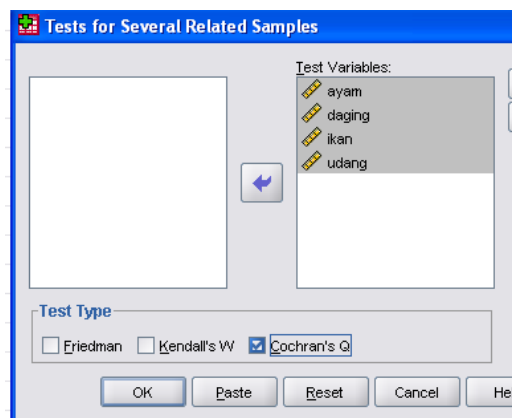 Tests for Several Related Samples
Test Variables:
ayam
daging
ikan
udang
Test Type
Friedman
Kendall's W
Cochran's Q
OK
Paste
Reset
Cancel
He